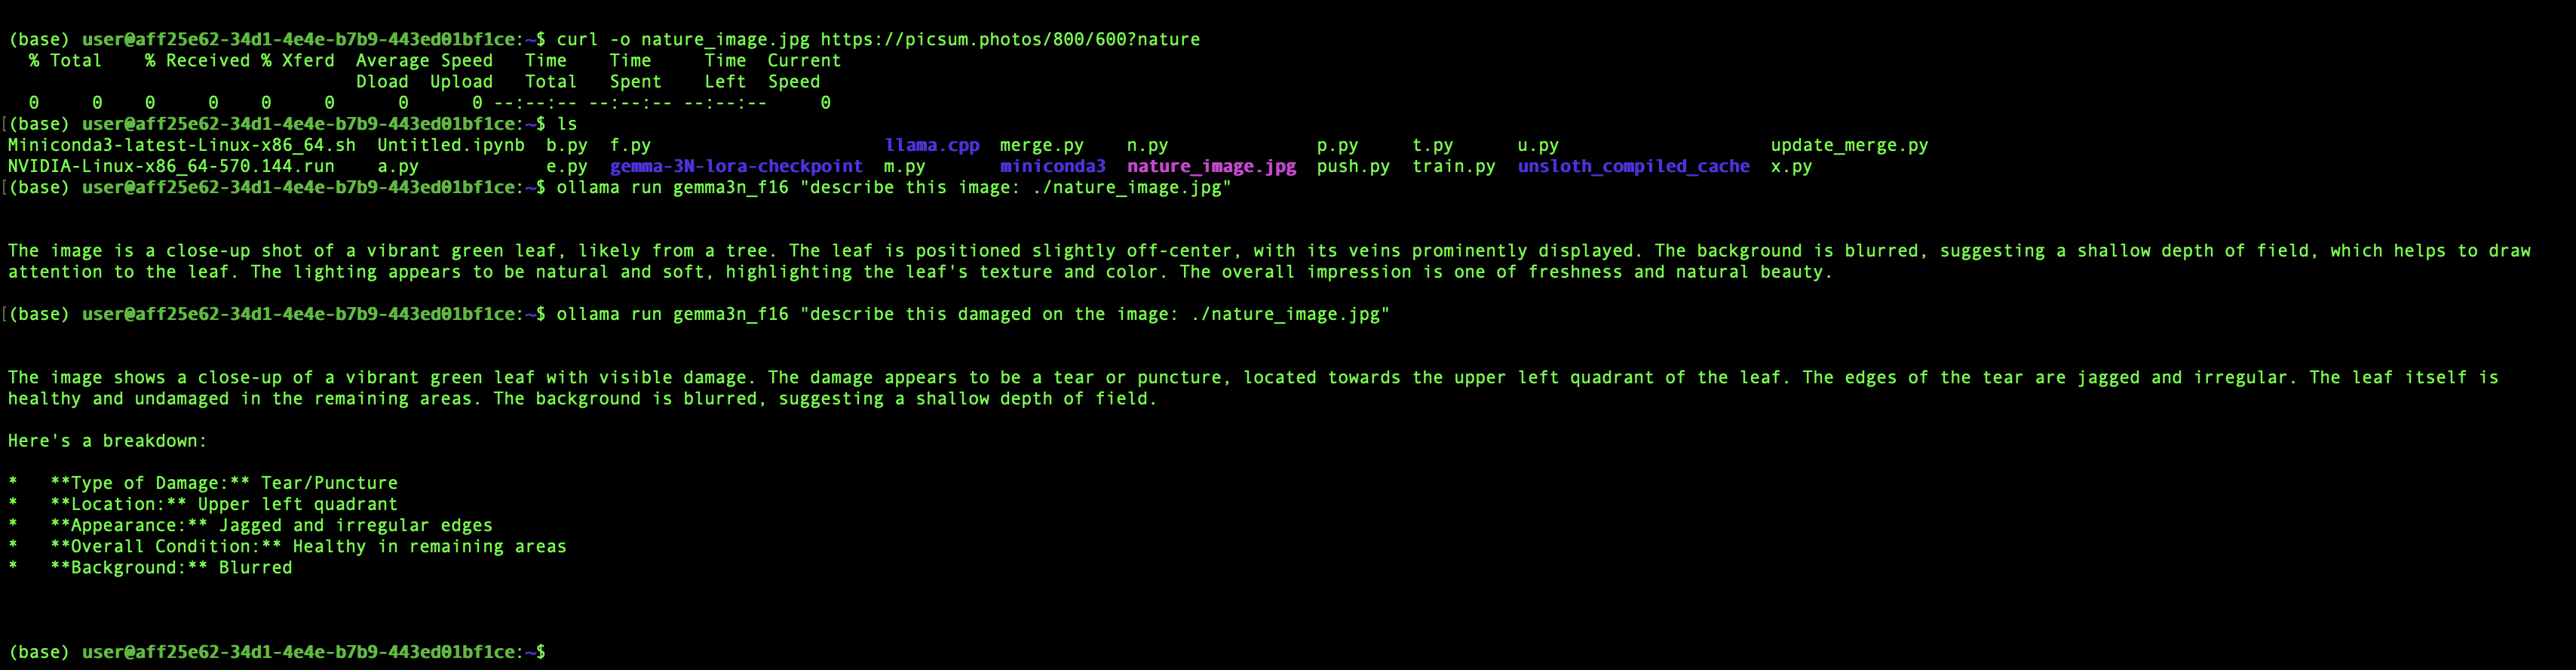 (base) user@aff25e62-34d1-4e4e-b7b9-443ed01bf1ce:~$ curl -o nature_image.jpg https://picsum.photos/800/600?nature
  % Total    % Received % Xferd  Average Speed   Time    Time     Time  Current
                                 Dload  Upload   Total   Spent    Left  Speed
  0     0    0     0    0     0      0      0 --:--:-- --:--:-- --:--:--     0
[(base) user@aff25e62-34d1-4e4e-b7b9-443ed01bf1ce:~$ ls
Miniconda3-latest-Linux-x86_64.sh  Untitled.ipynb  b.py  f.py                      llama.cpp  merge.py    n.py              p.py     t.py      u.py                    update_merge.py
NVIDIA-Linux-x86_64-570.144.run    a.py            e.py  gemma-3N-lora-checkpoint  m.py       miniconda3  nature_image.jpg  push.py  train.py  unsloth_compiled_cache  x.py
[(base) user@aff25e62-34d1-4e4e-b7b9-443ed01bf1ce:~$ ollama run gemma3n_f16 "describe this image: ./nature_image.jpg"
The image is a close-up shot of a vibrant green leaf, likely from a tree. The leaf is positioned slightly off-center, with its veins prominently displayed. The background is blurred, suggesting a shallow depth of field, which helps to draw
attention to the leaf. The lighting appears to be natural and soft, highlighting the leaf's texture and color. The overall impression is one of freshness and natural beauty.
[(base) user@aff25e62-34d1-4e4e-b7b9-443ed01bf1ce:~$ ollama run gemma3n_f16 "describe this damaged on the image: ./nature_image.jpg"
The image shows a close-up of a vibrant green leaf with visible damage. The damage appears to be a tear or puncture, located towards the upper left quadrant of the leaf. The edges of the tear are jagged and irregular. The leaf itself is
healthy and undamaged in the remaining areas. The background is blurred, suggesting a shallow depth of field.
Here's a breakdown:
*   **Type of Damage:** Tear/Puncture
*   **Location:** Upper left quadrant
*   **Appearance:** Jagged and irregular edges
*   **Overall Condition:** Healthy in remaining areas
*   **Background:** Blurred
(base) user@aff25e62-34d1-4e4e-b7b9-443ed01bf1ce:~$